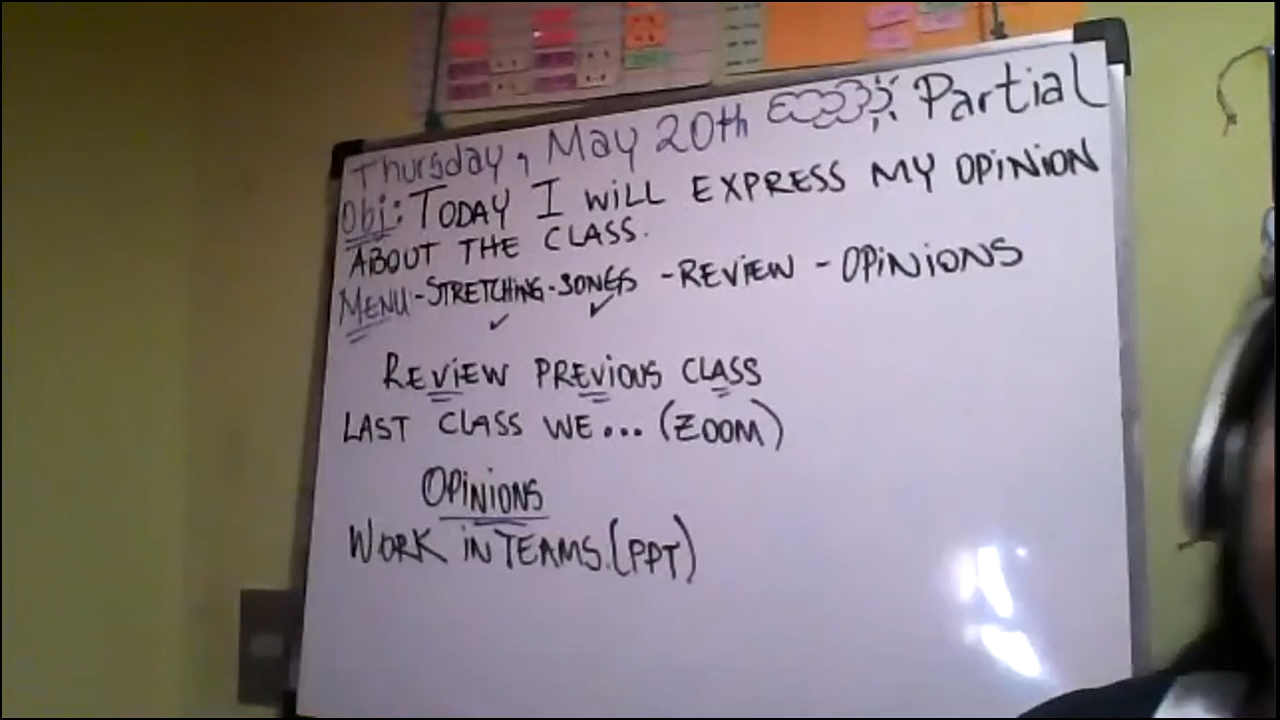 Thursday, May 20th Partial
Obj: TODAY I WILL EXPRESS MY OPINION
ABOUT THE CLASS.
MENU - STRETCHING - SONGS - REVIEW - OPINIONS
REVIEW PREVIOUS CLASS
LAST CLASS WE... (ZOOM)
OPINIONS
WORK IN TEAMS. (PPT)